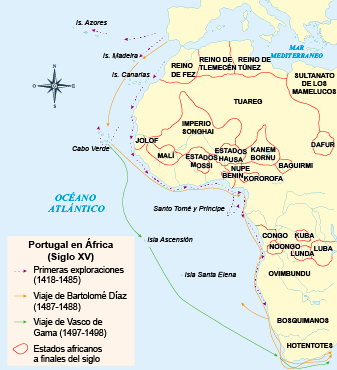 Is. Azores
Is. Madeira
Is. Canarias
MAR
MEDITERRANEO
REINO
DE FEZ
REINO DE
TLEMECÉN
REINO DE
TÚNEZ
SULTANATO
DE LOS
MAMELUCOS
TUAREG
IMPERIO
SONGHAI
Cabo Verde
JOLOF
MALÍ
ESTADOS
MOSSI
ESTADOS
HAUSA
KANEM
BORNU
DAFUR
BAGUIRMI
NUPE
BENIN
KOROROFA
OCÉANO
ATLÁNTICO
Santo Tomé y Príncipe
Isla Ascensión
Isla Santa Elena
CONGO
KUBA
NDONGO
LUNDA
LUBA
OVIMBUNDU
BOSQUIMANOS
HOTENTOTES
N
O
E
S
Portugal en África
(Siglo XV)
Primeras exploraciones
(1418-1485)
Viaje de Bartolomé Díaz
(1487-1488)
Viaje de Vasco de
Gama (1497-1498)
Estados africanos
a finales del siglo